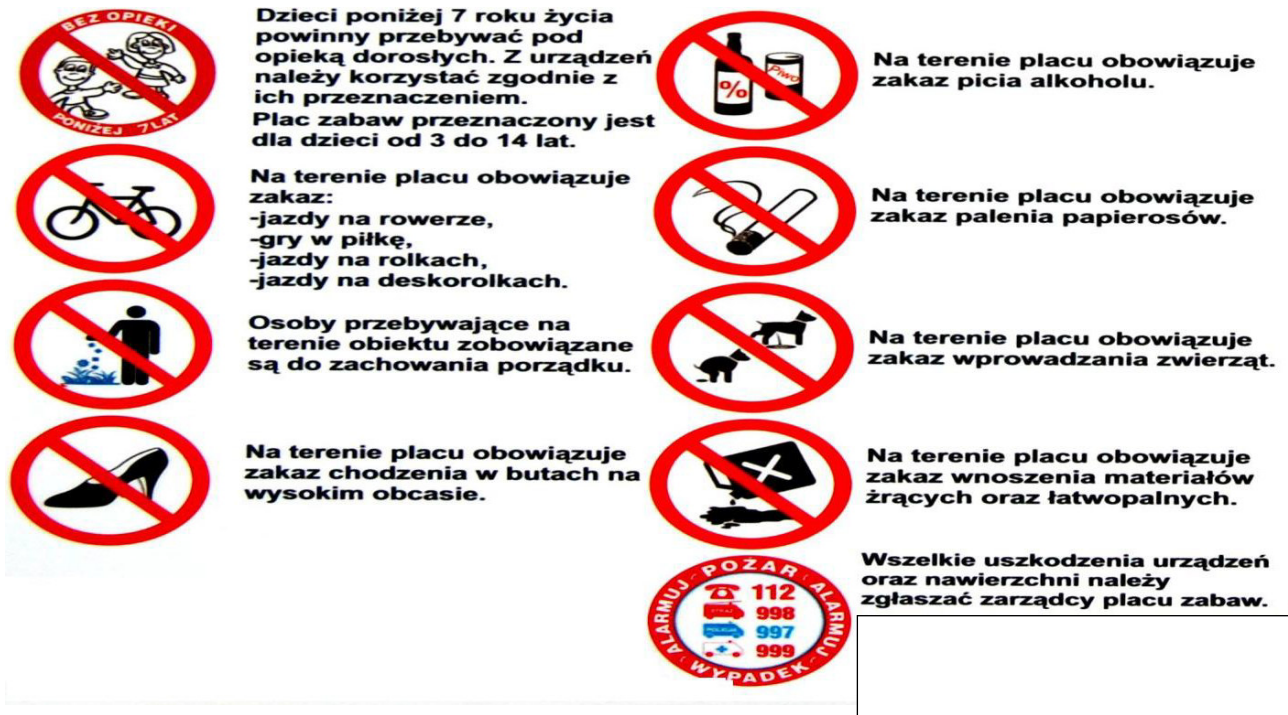 BEZ OPIEKI
PONIŻEJ 7 LAT
Dzieci poniżej 7 roku życia
powinny przebywać pod
opieką dorosłych. Z urządzeń
należy korzystać zgodnie z
ich przeznaczeniem.
Plac zabaw przeznaczony jest
dla dzieci od 3 do 14 lat.
Na terenie placu obowiązuje
zakaz:
-jazdy na rowerze,
-gry w piłkę,
-jazdy na rolkach,
-jazdy na deskorolkach.
Osoby przebywające na
terenie obiektu zobowiązane
są do zachowania porządku.
Na terenie placu obowiązuje
zakaz chodzenia w butach na
wysokim obcasie.
%
Piwo
Na terenie placu obowiązuje
zakaz picia alkoholu.
Na terenie placu obowiązuje
zakaz palenia papierosów.
Na terenie placu obowiązuje
zakaz wprowadzania zwierząt.
Na terenie placu obowiązuje
zakaz wnoszenia materiałów
żrących oraz łatwopalnych.
ALARMUJ POŻAR ALARMUJ
WYPADEK
112
STRAŻ 998
POLICJA 997
999
Wszelkie uszkodzenia urządzeń
oraz nawierzchni należy
zgłaszać zarządcy placu zabaw.